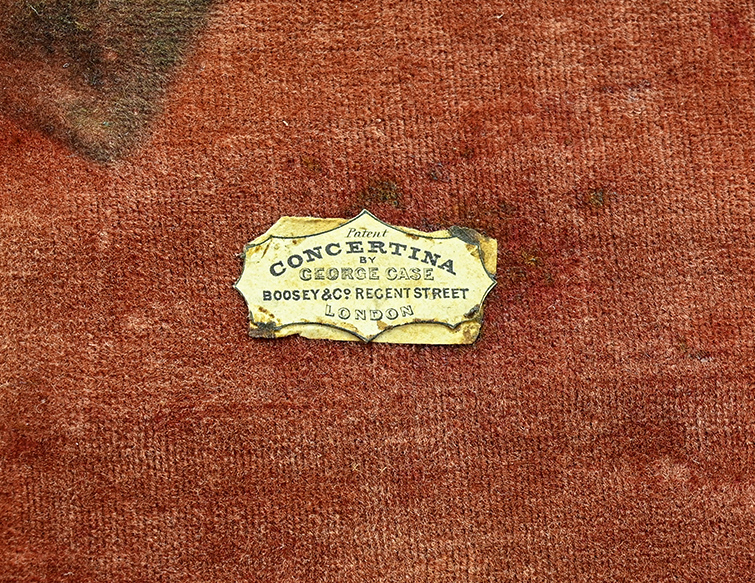 Patent
CONCERTINA
BY
GEORGE CASE
BOOSEY & Cº REGENT STREET
LONDON